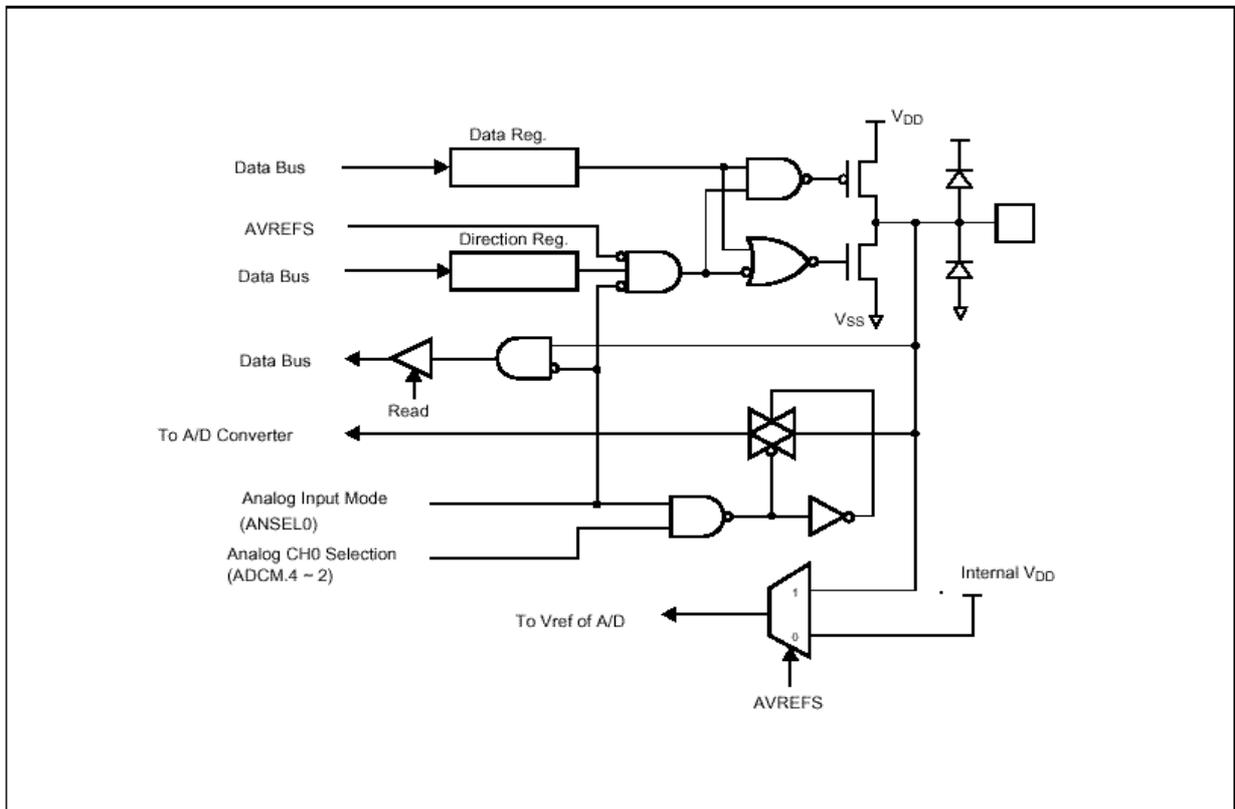 VDD
Data Reg.
Data Bus
AVREFS
Direction Reg.
Data Bus
VSS
Data Bus
Read
To A/D Converter
Analog Input Mode
(ANSEL0)
Analog CH0 Selection
(ADCM.4 ~ 2)
Internal VDD
1
To Vref of A/D
0
AVREFS